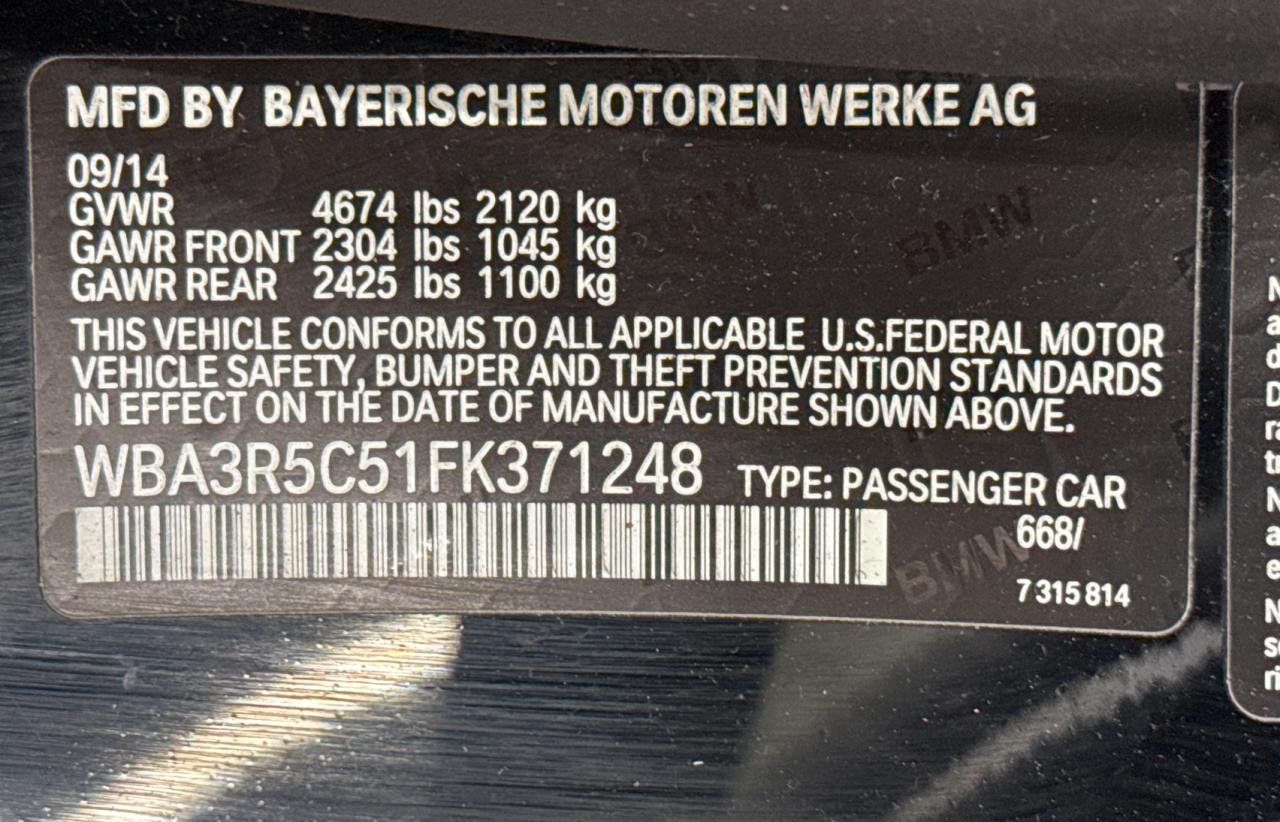 MFD BY BAYERISCHE MOTOREN WERKE AG
09/14
GVWR 4674 lbs 2120 kg
GAWR FRONT 2304 lbs 1045 kg
GAWR REAR 2425 lbs 1100 kg
THIS VEHICLE CONFORMS TO ALL APPLICABLE U.S.FEDERAL MOTOR
VEHICLE SAFETY, BUMPER AND THEFT PREVENTION STANDARDS
IN EFFECT ON THE DATE OF MANUFACTURE SHOWN ABOVE.
WBA3R5C51FK371248 TYPE: PASSENGER CAR
668/
7 315 814
BMW
BMW
BMW